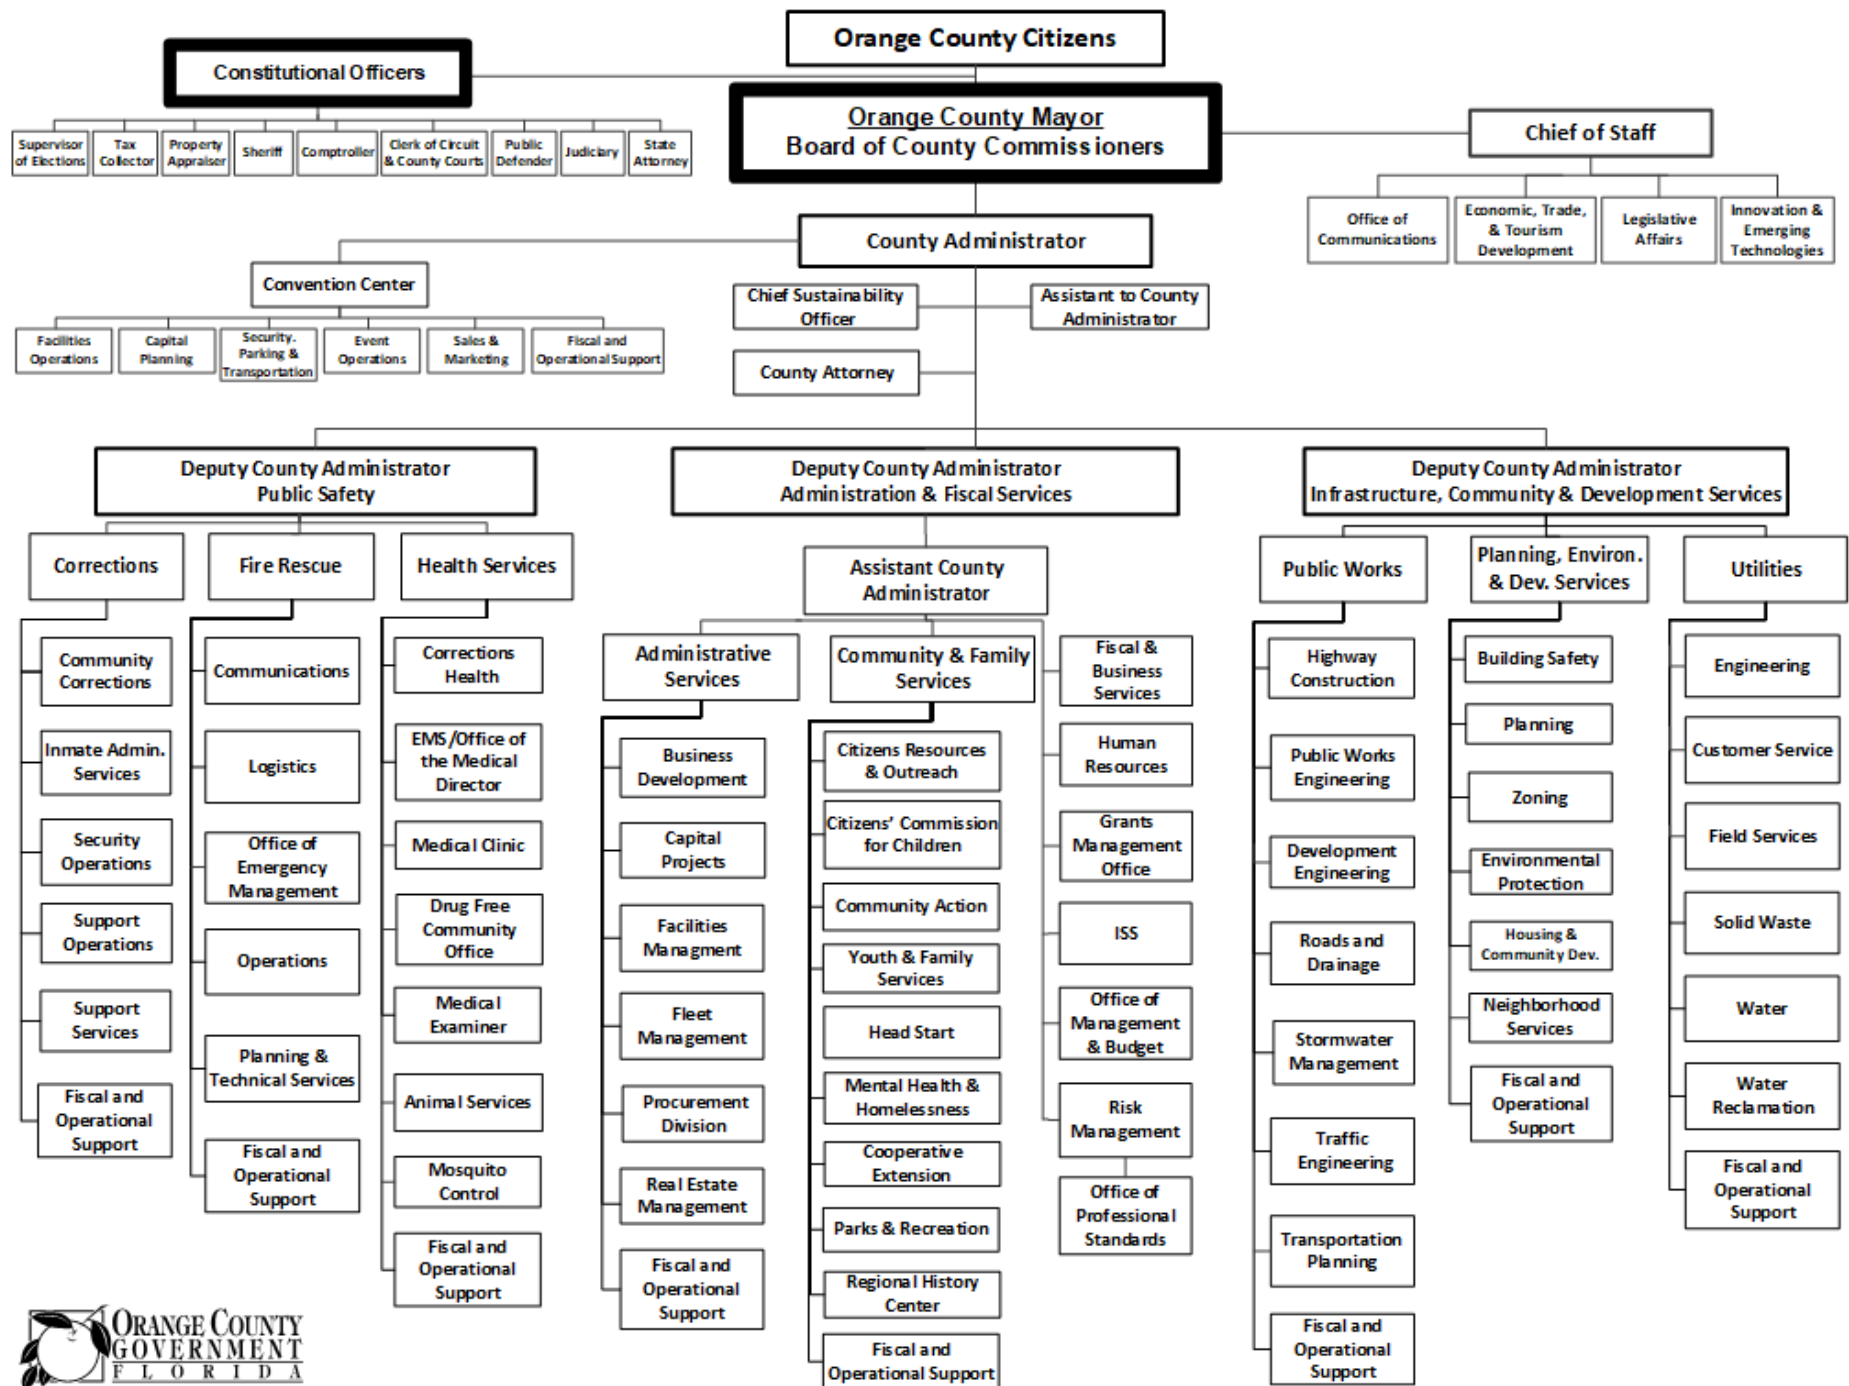 Orange County Citizens
Constitutional Officers
Orange County Mayor
Board of County Commissioners
Chief of Staff
Supervisor
of Elections
Tax
Collector
Property
Appraiser
Sheriff
Comptroller
Clerk of Circuit
& County Courts
Public
Defender
Judiciary
State
Attorney
Office of
Communications
Economic, Trade,
& Tourism
Development
Legislative
Affairs
Innovation &
Emerging
Technologies
County Administrator
Convention Center
Chief Sustainability
Officer
Assistant to County
Administrator
Facilities
Operations
Capital
Planning
Security.
Parking &
Transportation
Event
Operations
Sales &
Marketing
Fiscal and
Operational Support
County Attorney
Deputy County Administrator
Public Safety
Deputy County Administrator
Administration & Fiscal Services
Deputy County Administrator
Infrastructure, Community & Development Services
Corrections
Fire Rescue
Health Services
Assistant County
Administrator
Public Works
Planning, Environ.
& Dev. Services
Utilities
Community
Corrections
Inmate Admin.
Services
Security
Operations
Support
Operations
Support
Services
Fiscal and
Operational
Support
Communications
Logistics
Office of
Emergency
Management
Operations
Planning &
Technical Services
Fiscal and
Operational
Support
Corrections
Health
EMS/Office of
the Medical
Director
Medical Clinic
Drug Free
Community
Office
Medical
Examiner
Animal Services
Mosquito
Control
Fiscal and
Operational
Support
Administrative
Services
Business
Development
Capital
Projects
Facilities
Managment
Fleet
Management
Procurement
Division
Real Estate
Management
Fiscal and
Operational
Support
Community & Family
Services
Citizens Resources
& Outreach
Citizens' Commission
for Children
Community Action
Youth & Family
Services
Head Start
Mental Health &
Homelessness
Cooperative
Extension
Parks & Recreation
Regional History
Center
Fiscal and
Operational Support
Fiscal &
Business
Services
Human
Resources
Grants
Management
Office
ISS
Office of
Management
& Budget
Risk
Management
Office of
Professional
Standards
Highway
Construction
Public Works
Engineering
Development
Engineering
Roads and
Drainage
Stormwater
Management
Traffic
Engineering
Transportation
Planning
Fiscal and
Operational
Support
Building Safety
Planning
Zoning
Environmental
Protection
Housing &
Community Dev.
Neighborhood
Services
Fiscal and
Operational
Support
Engineering
Customer Service
Field Services
Solid Waste
Water
Water
Reclamation
Fiscal and
Operational
Support
ORANGE COUNTY
GOVERNMENT
FLORIDA